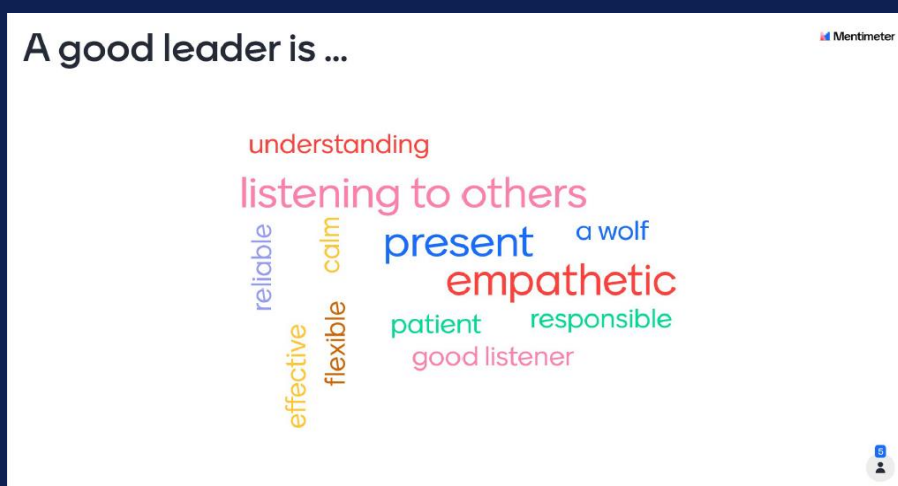 A good leader is ...
Mentimeter
understanding
listening to others
reliable
calm
present
a wolf
empathetic
patient
responsible
good listener
effective
flexible
5